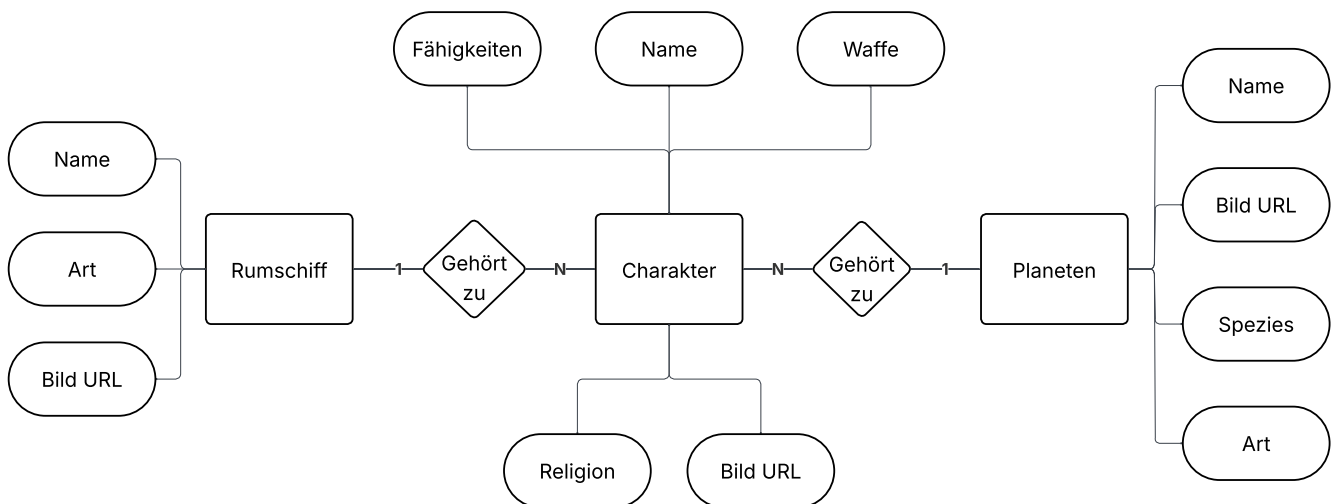 Fähigkeiten
Name
Waffe
Name
Name
Bild URL
Art
Rumschiff
1
Gehört
zu
N
Charakter
N
Gehört
zu
1
Planeten
Spezies
Bild URL
Art
Religion
Bild URL